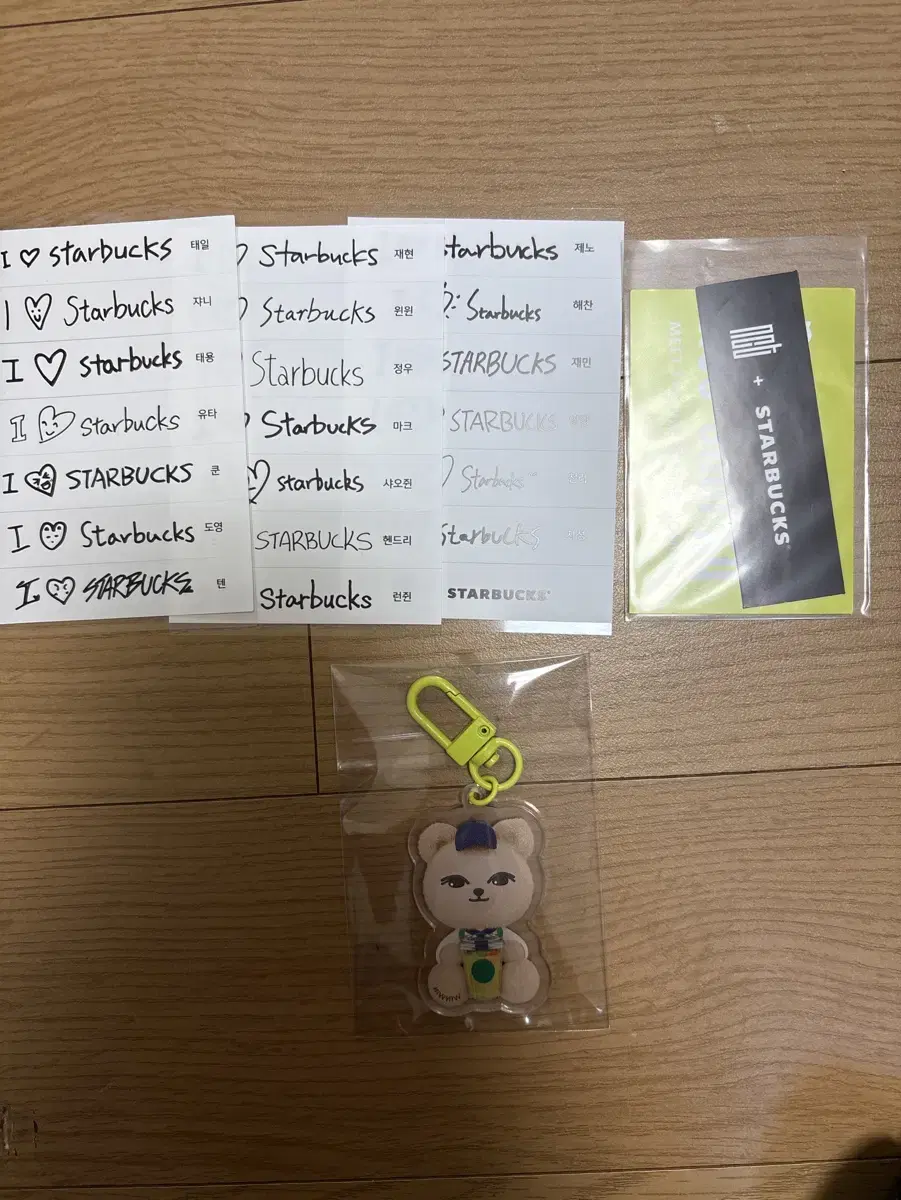 I ♡ starbucks 태일
I ♡ Starbucks 쟈니
I ♡ starbucks 태용
I ♡ starbucks 유타
I ♡ STARBUCKS 쿤
I ♡ Starbucks 도영
I ♡ STARBUCKS 텐
♡ Starbucks 재현
♡ Starbucks 윈윈
Starbucks 정우
♡ Starbucks 마크
♡ starbucks 샤오쥔
STARBUCKS 헨드리
Starbucks 런쥔
starbucks 제노
Starbucks 해찬
STARBUCKS 재민
STARBUCKS
Starbucks
Starbucks
STARBUCKS
nct
+
STARBUCKS
MELT